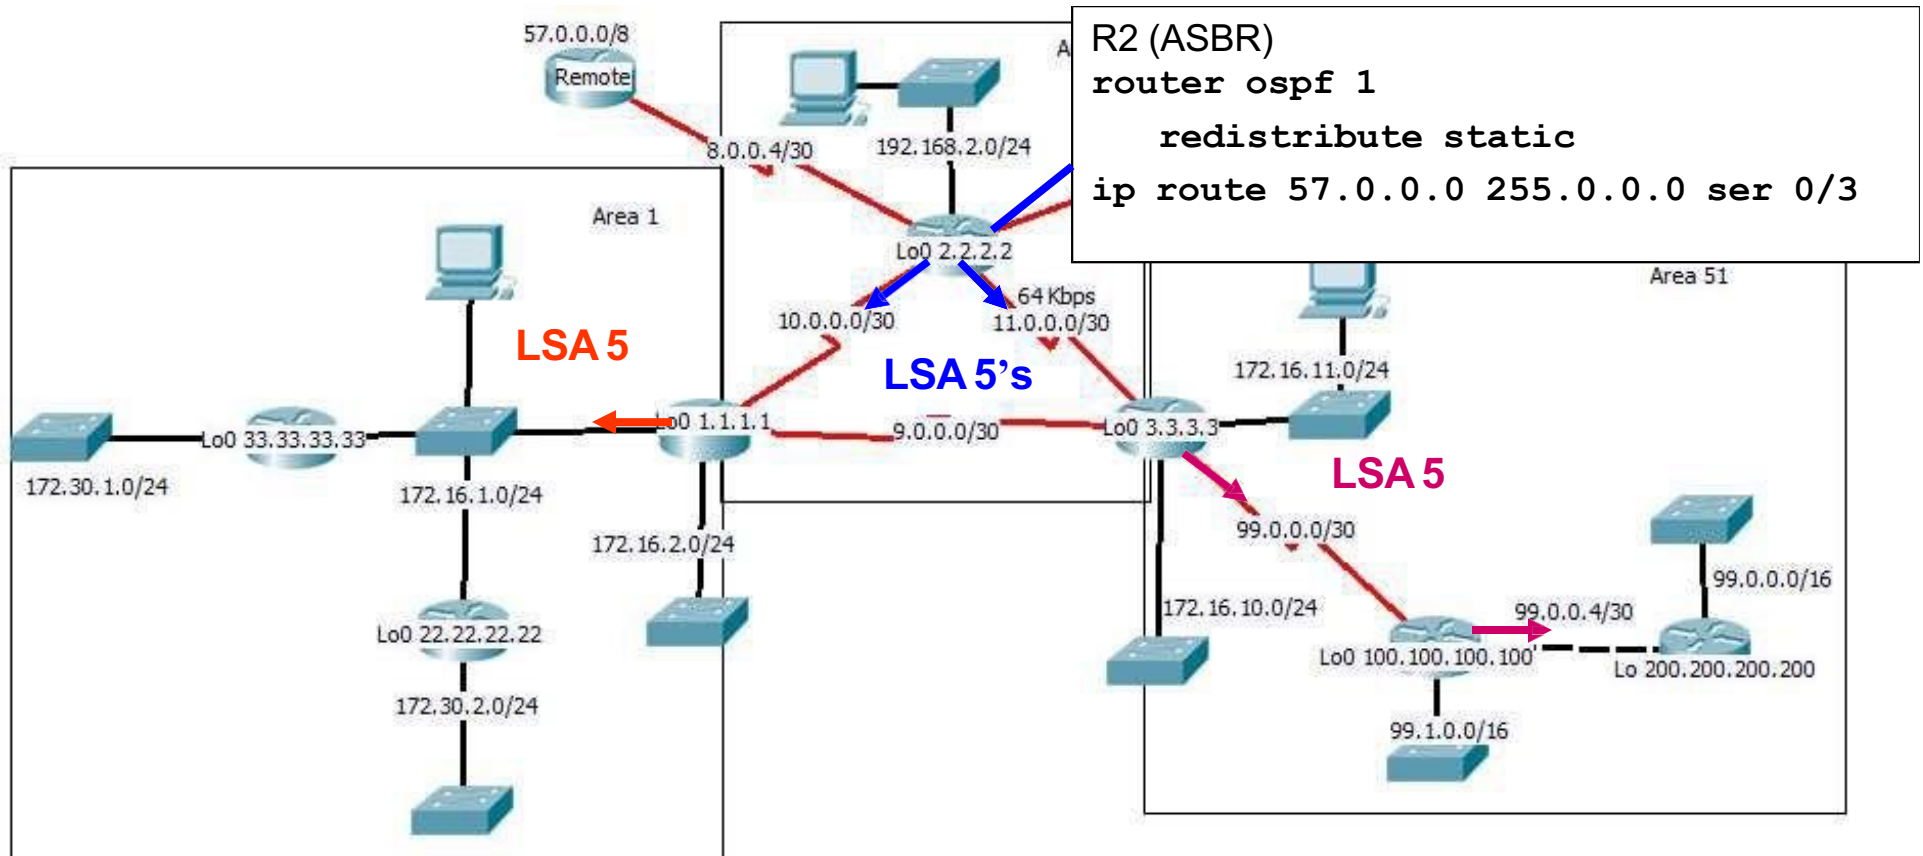 57.0.0.0/8
Remote
8.0.0.4/30
192.168.2.0/24
A
R2 (ASBR)
router ospf 1
redistribute static
ip route 57.0.0.0 255.0.0.0 ser 0/3
Area 1
Lo0 2.2.2.2
Area 51
64 Kbps
10.0.0.0/30
11.0.0.0/30
LSA 5
LSA 5’s
172.16.11.0/24
Lo0 33.33.33.33
Lo0 1.1.1.1
9.0.0.0/30
Lo0 3.3.3.3
LSA 5
172.30.1.0/24
172.16.1.0/24
99.0.0.0/30
172.16.2.0/24
99.0.0.0/16
172.16.10.0/24
99.0.0.4/30
Lo0 22.22.22.22
Lo0 100.100.100.100
Lo 200.200.200.200
172.30.2.0/24
99.1.0.0/16